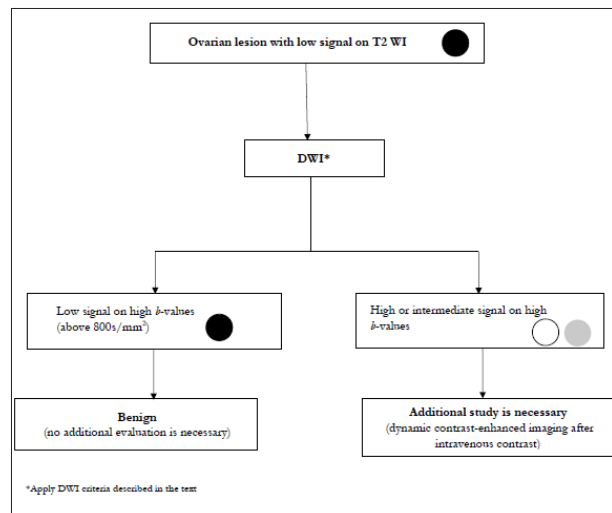 Ovarian lesion with low signal on T2 WI
DWI*
Low signal on high b-values
(above 800s/mm²)
High or intermediate signal on high
b-values
Benign
(no additional evaluation is necessary)
Additional study is necessary
(dynamic contrast-enhanced imaging after
intravenous contrast)
*Apply DWI criteria described in the text